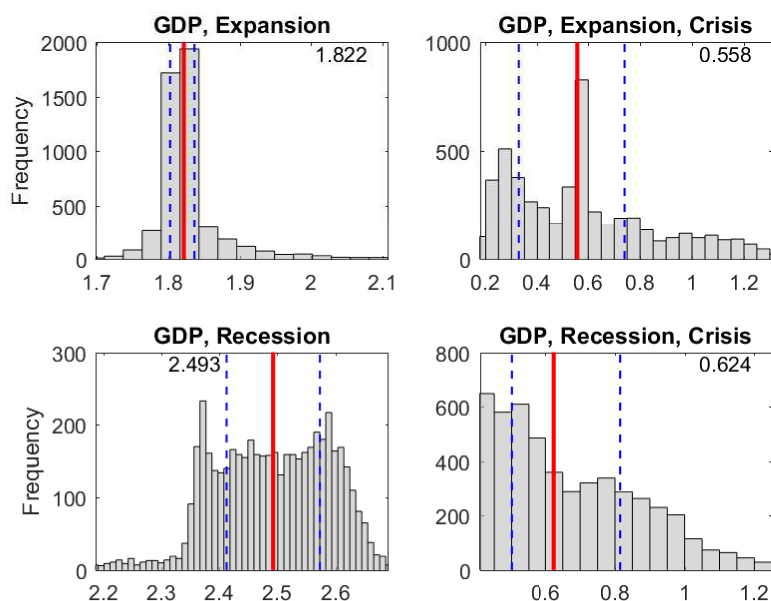 GDP, Expansion
1.822
Frequency
2000
1500
1000
500
0
1.7 1.8 1.9 2 2.1
GDP, Expansion, Crisis
0.558
1000
500
0
0.2 0.4 0.6 0.8 1 1.2
GDP, Recession
2.493
Frequency
300
200
100
0
2.2 2.3 2.4 2.5 2.6
GDP, Recession, Crisis
0.624
800
600
400
200
0
0.6 0.8 1 1.2